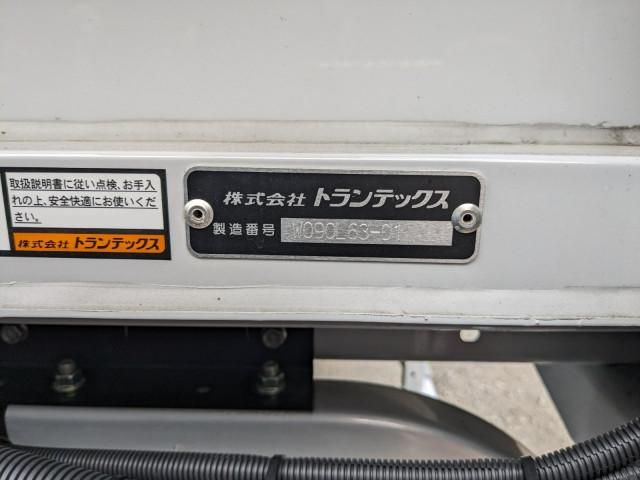 取扱説明書に従い点検、お手入
れの上、安全快適にお使いくだ
さい。
株式会社 トランテックス
株式会社 トランテックス
製造番号 W090L63-01